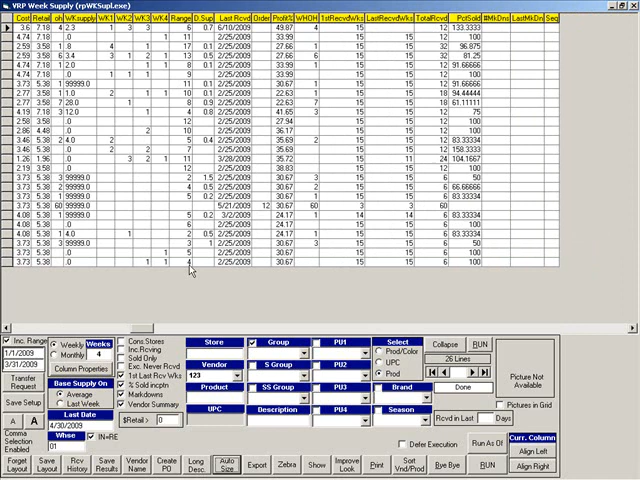 VRP Week Supply (rpWKSupl.exe)
Cost Retail oh WKsupply WK1 WK2 WK3 WK4 Range D.Sup Last Rcvd Order Profit% WHOH 1stRecvdWks LastRecvdWks TotalRcvd PctSold #MkDns LastMkDn Seq
3.6 7.18 4 2.3 1 3 3 6 0.7 6/10/2009 49.87 4 12 133.3333
4.74 7.18 .0 1 11 2/25/2009 27.94 15 15 12 100
2.59 3.58 1 .8 4 17 0.1 2/25/2009 27.66 1 15 15 32 96.875
2.59 3.58 6 3.4 3 1 2 1 13 0.5 2/25/2009 27.66 6 15 15 32 81.25
4.74 7.18 1 2.0 1 1 8 0.1 2/25/2009 1 15 15 12 91.66666
4.74 7.18 .0 2 1 1 9 2/25/2009 15 15 12 100
3.73 5.38 1 99999.0 11 0.1 2/25/2009 30.67 1 15 15 12 91.66666
2.77 3.58 1 1.0 2 1 10 0.1 2/25/2009 22.63 1 15 15 18 94.44444
2.77 3.58 7 28.0 1 8 0.9 2/25/2009 22.63 7 15 15 18 61.11111
4.19 7.18 3 12.0 1 4 0.8 2/25/2009 41.65 3 15 15 12 75
2.58 3.58 .0 12 2/25/2009 27.94 15 15 12 100
2.86 4.48 .0 2 10 2/25/2009 36.17 15 15 12 100
3.46 5.38 2 4.0 2 5 0.4 2/25/2009 35.69 2 15 15 12 83.33334
3.46 5.38 .0 2 2 7 2/25/2009 35.69 15 15 12 158.3333
1.26 1.96 .0 3 2 1 11 3/28/2009 35.72 11 15 24 104.1667
2.19 3.58 .0 12 2/25/2009 38.83 15 15 12 100
3.73 5.38 3 99999.0 2 1.5 2/25/2009 30.67 3 15 15 6 50
3.73 5.38 2 99999.0 4 0.5 2/25/2009 30.67 2 15 15 6 66.66666
3.73 5.38 1 99999.0 5 0.2 2/25/2009 30.67 1 15 15 6 83.33334
3.73 5.38 60 99999.0 5/21/2009 12 30.67 60 3 3 60
4.08 5.38 1 99999.0 5 0.2 3/2/2009 24.17 1 14 14 6 83.33334
4.08 5.38 .0 6 2/25/2009 24.17 15 15 6 100
4.08 5.38 1 4.0 1 2 0.5 2/25/2009 24.17 1 15 15 6 83.33334
3.73 5.38 3 99999.0 3 1 2/25/2009 30.67 3 15 15 6 50
3.73 5.38 .0 1 5 2/25/2009 30.67 15 15 6 100
3.73 5.38 .0 1 1 4 2/25/2009 30.67 15 15 6 100
Inc. Range
1/1/2009
3/31/2009
Transfer
Request
Save Setup
A A
Comma
Selection
Enabled
Weekly Weeks
Monthly 4
Column Properties
Base Supply On
Average
Last Week
Last Date
4/30/2009
Whse
01
IN=RE
Cons.Stores
Inc.Rcving
Sold Only
Exc. Never Rcvd
1st Last Rcv Wks
% Sold incptn
Markdowns
Vendor Summary
$Retail > 0
Store
Vendor
123
Product
UPC
Group
S Group
SS Group
Description
PU1
PU2
PU3
PU4
Select
Prod/Color
UPC
Prod
Brand
Season
Collapse RUN
26 Lines
Done
Rcvd in Last Days
Picture Not
Available
Pictures in Grid
Defer Execution
Run As Of
Curr. Column
Align Left
Align Right
Forget Layout
Save Layout
Rcv History
Save Results
Vendor Name
Create PO
Long Desc.
Auto Size
Export
Zebra
Show
Improve Look
Print
Sort Vnd/Prod
Bye Bye
RUN